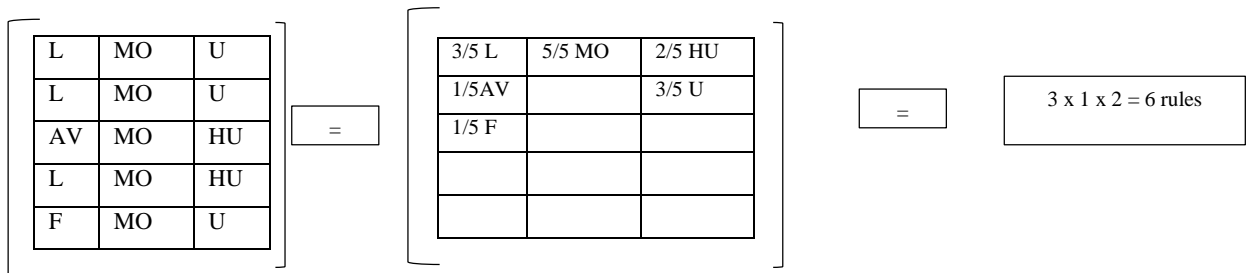 L MO U
L MO U
AV MO HU
L MO HU
F MO U
=
3/5 L 5/5 MO 2/5 HU
1/5AV 3/5 U
1/5 F
=
3 x 1 x 2 = 6 rules